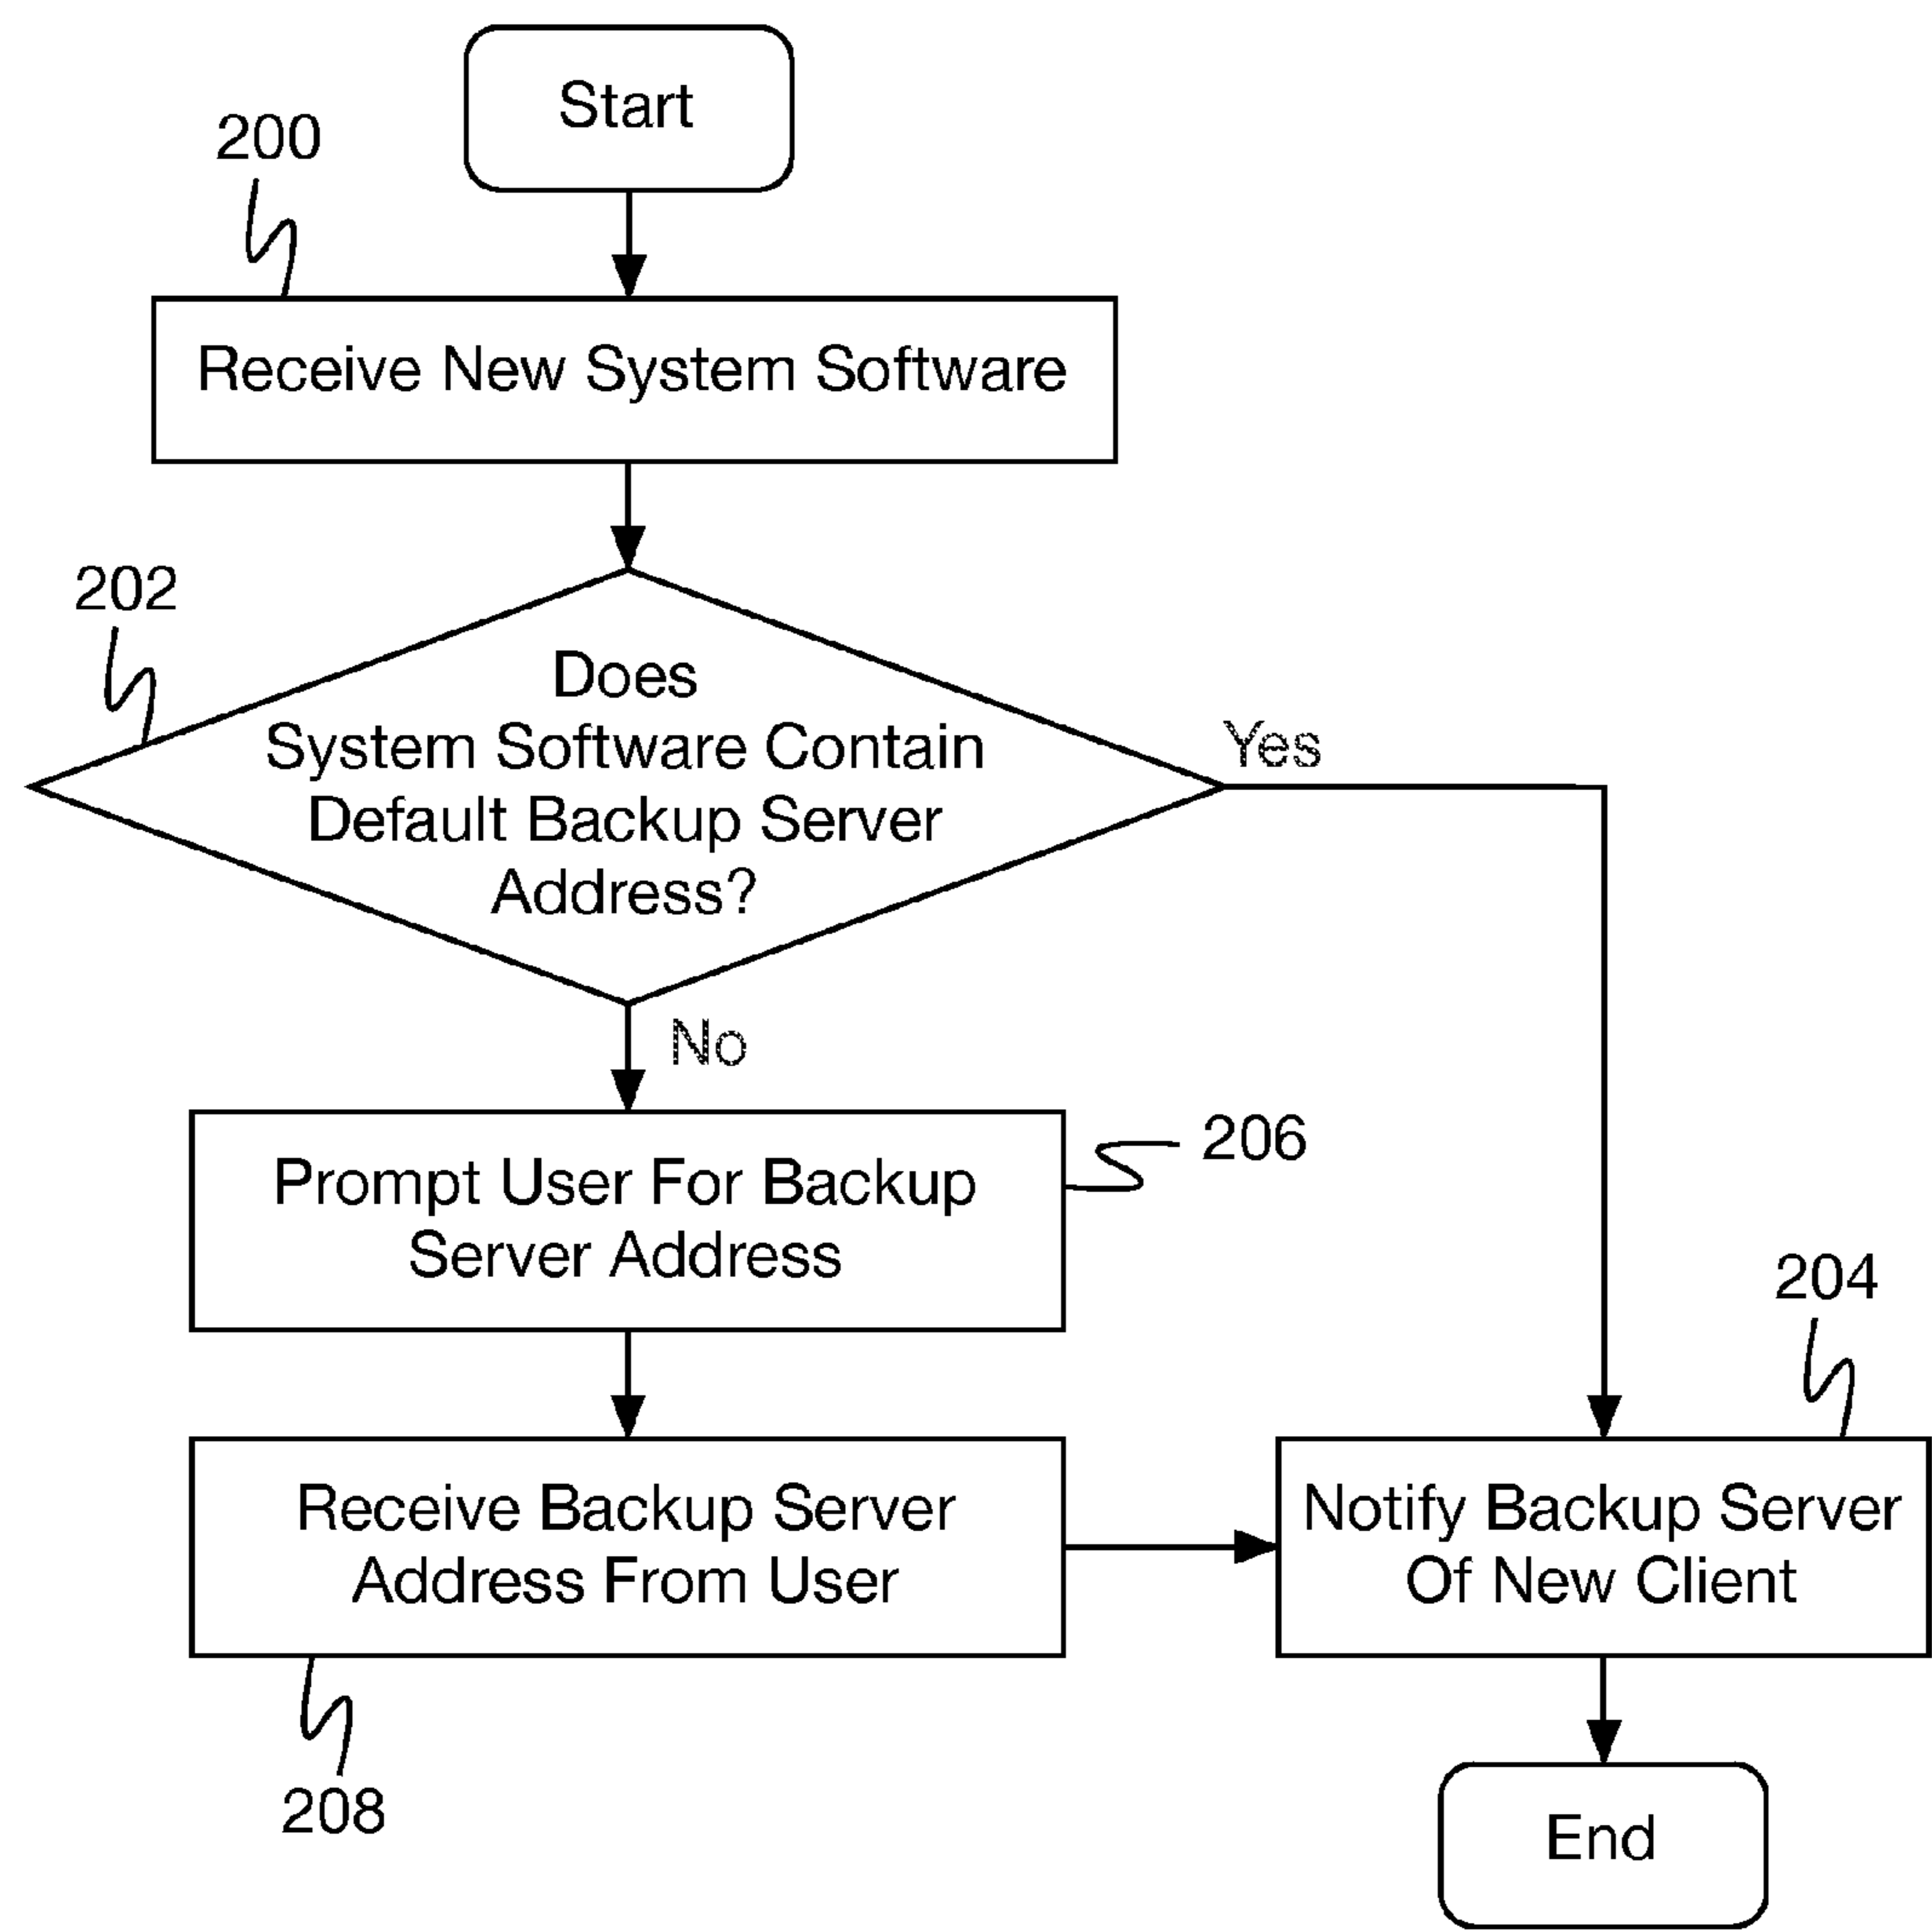 Start
200
Receive New System Software
202
Does
System Software Contain
Default Backup Server
Address?
Yes
No
Prompt User For Backup
Server Address
206
204
Receive Backup Server
Address From User
Notify Backup Server
Of New Client
208
End